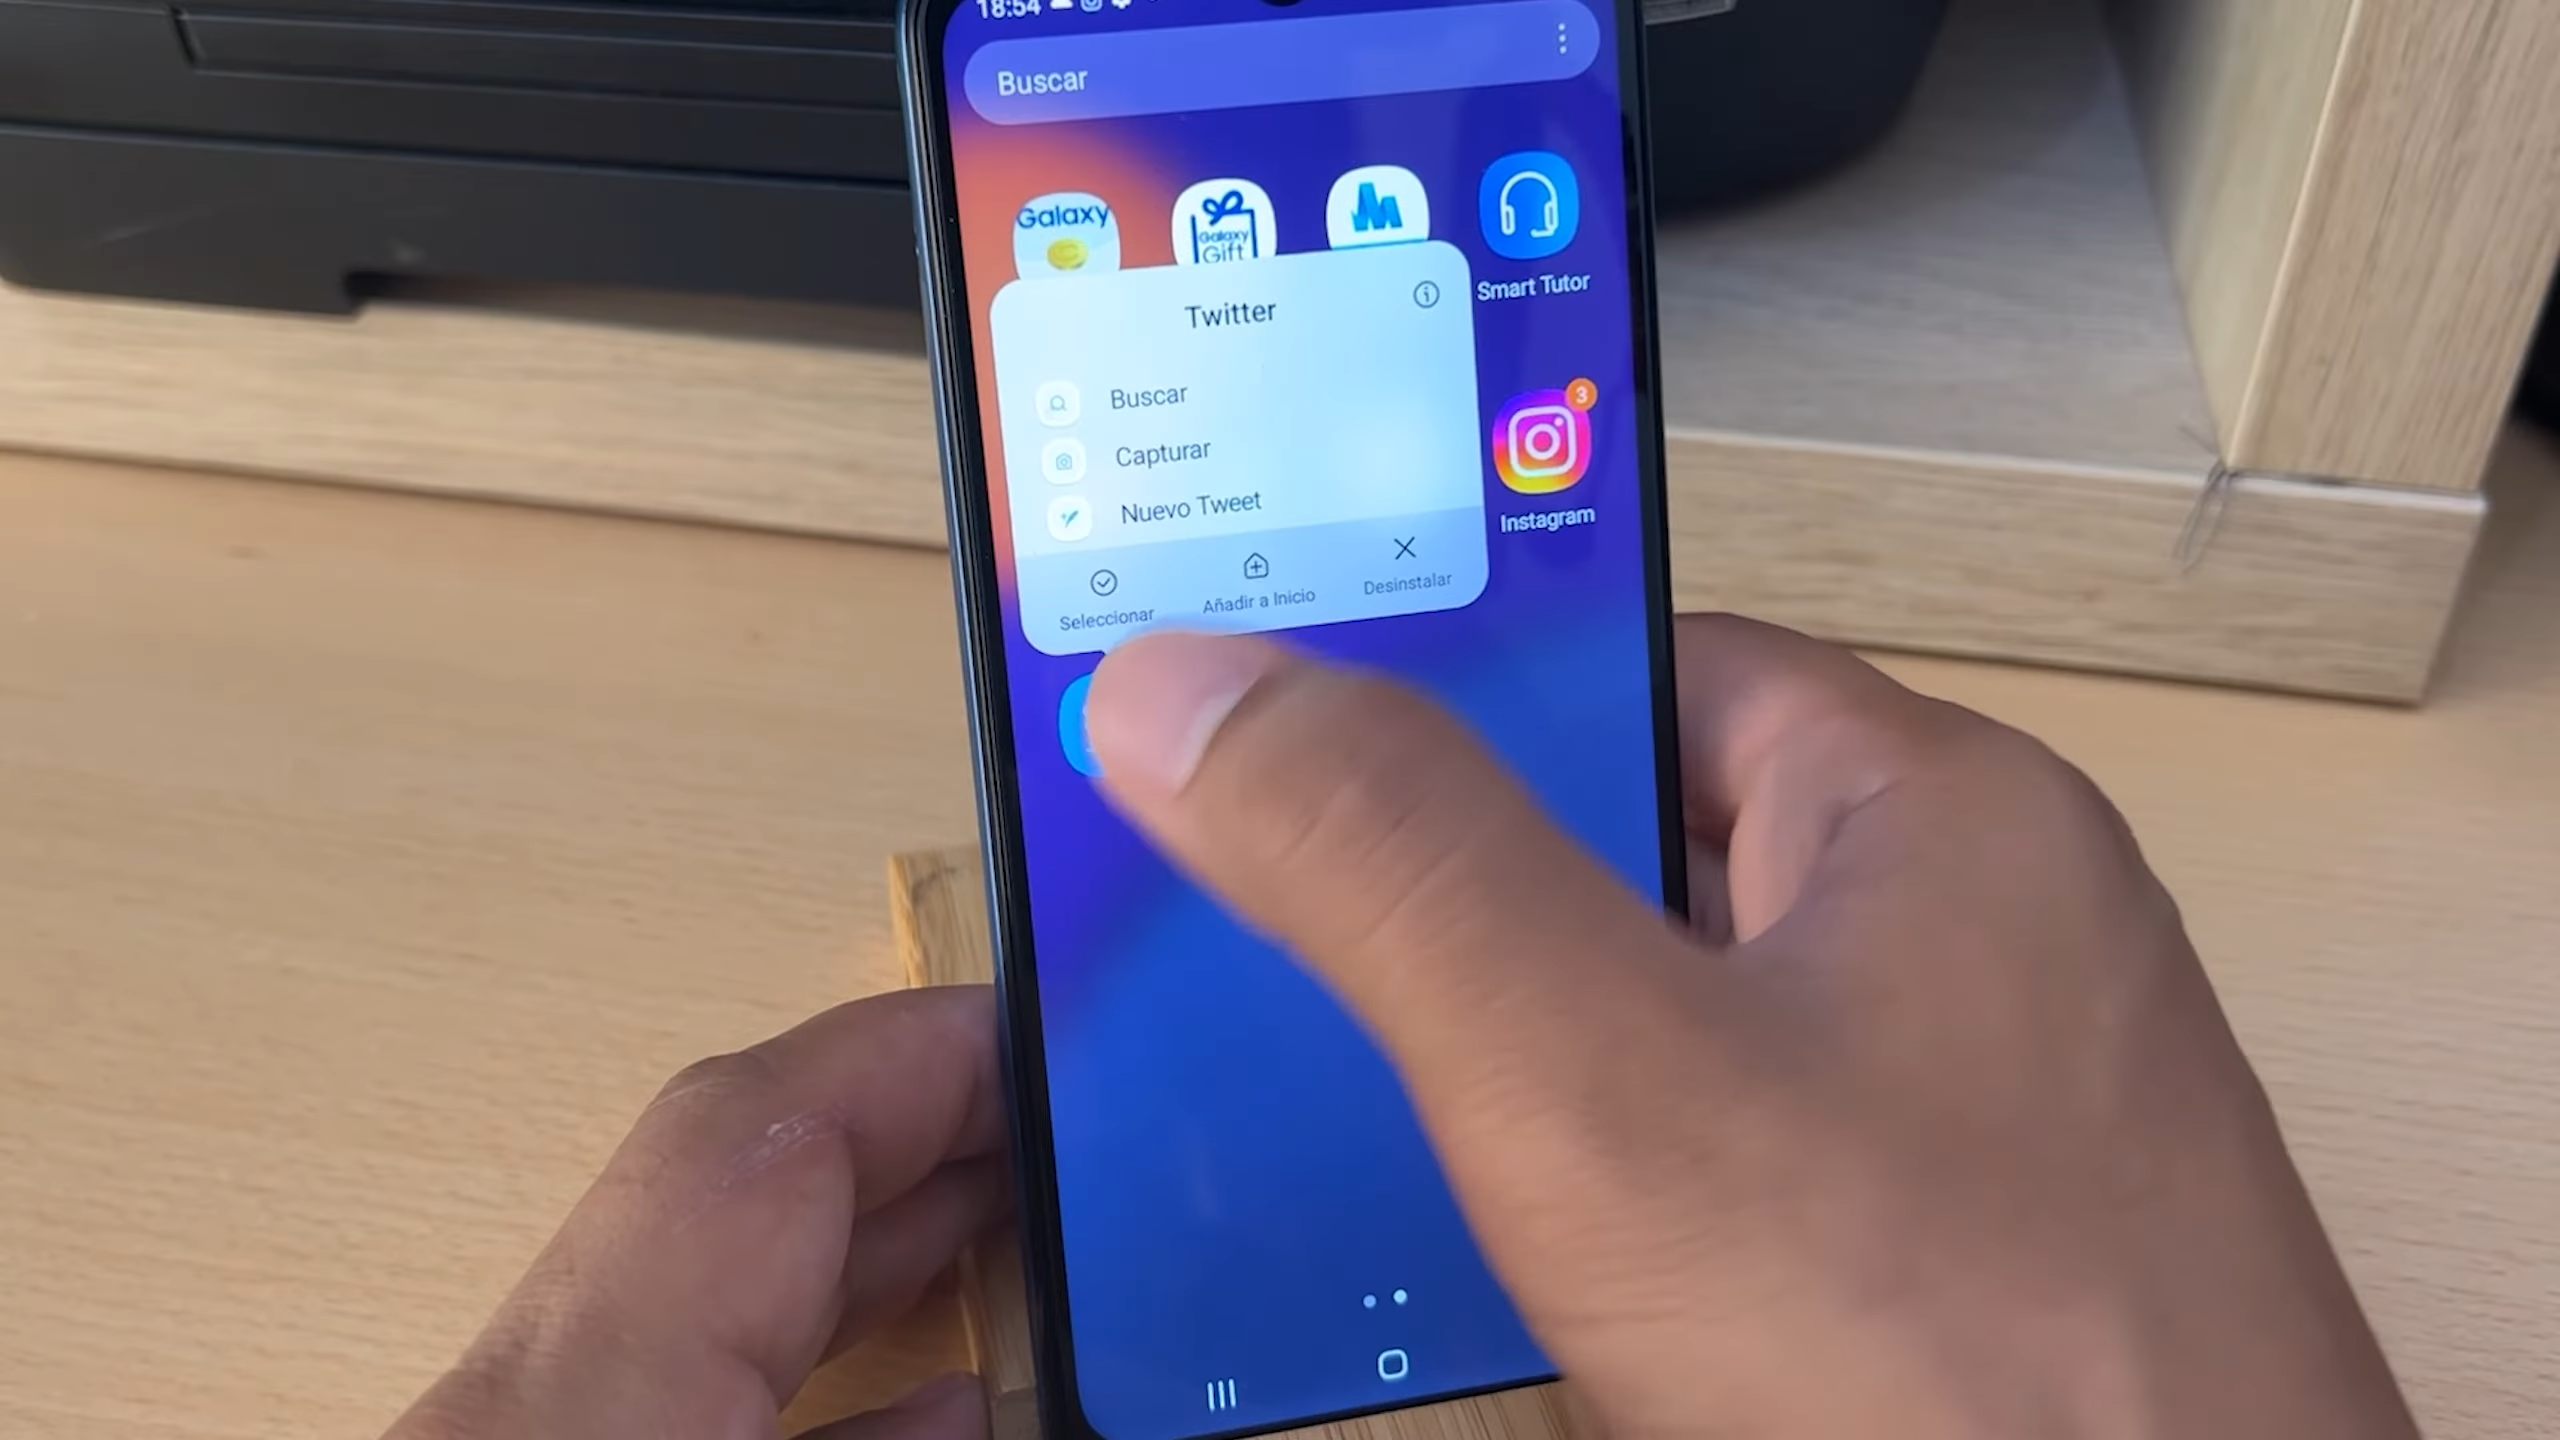 18:54
Buscar
Galaxy
Galaxy
Gift
Smart Tutor
Twitter
Buscar
Capturar
Nuevo Tweet
3
Instagram
Seleccionar
Añadir a Inicio
Desinstalar